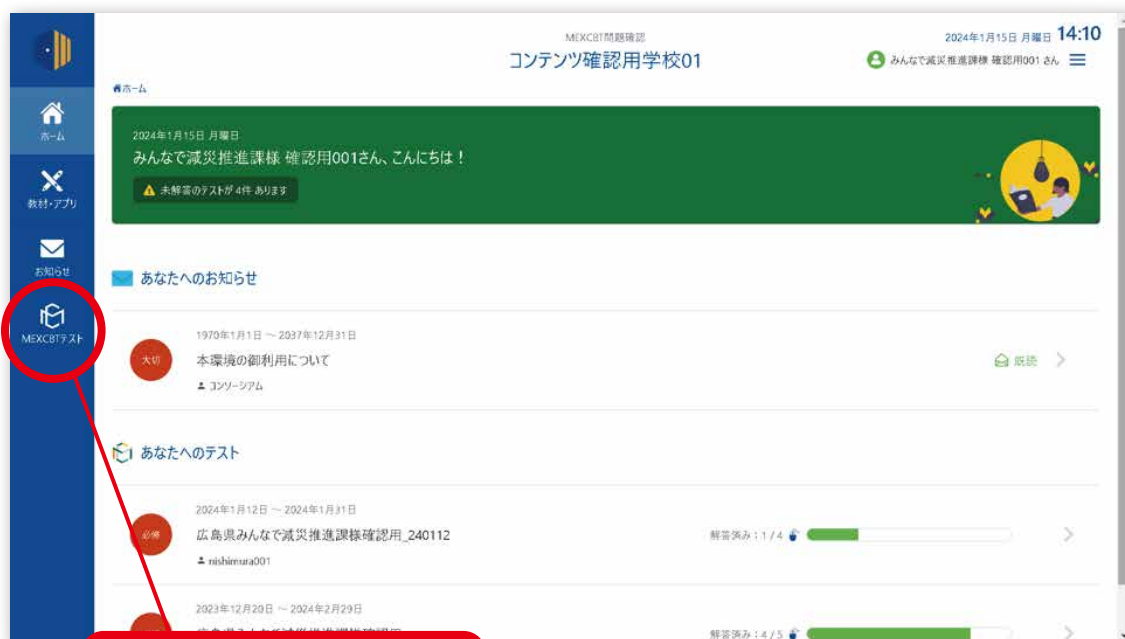 MEXCBT問題確認
コンテンツ確認用学校01
2024年1月15日 月曜日 14:10
みんなで減災推進課様 確認用001 さん
ホーム
ホーム
教材・アプリ
お知らせ
MEXCBTテスト
2024年1月15日 月曜日
みんなで減災推進課様 確認用001さん、こんにちは！
未解答のテストが 4件 あります
あなたへのお知らせ
1970年1月1日 ～ 2037年12月31日
大切
本環境の御利用について
既読
コンソーシアム
あなたへのテスト
2024年1月12日 ～ 2024年1月31日
必修
広島県みんなで減災推進課様確認用_240112
解答済み : 1 / 4
nishimura001
2023年12月20日 ～ 2024年2月29日
解答済み : 4 / 5